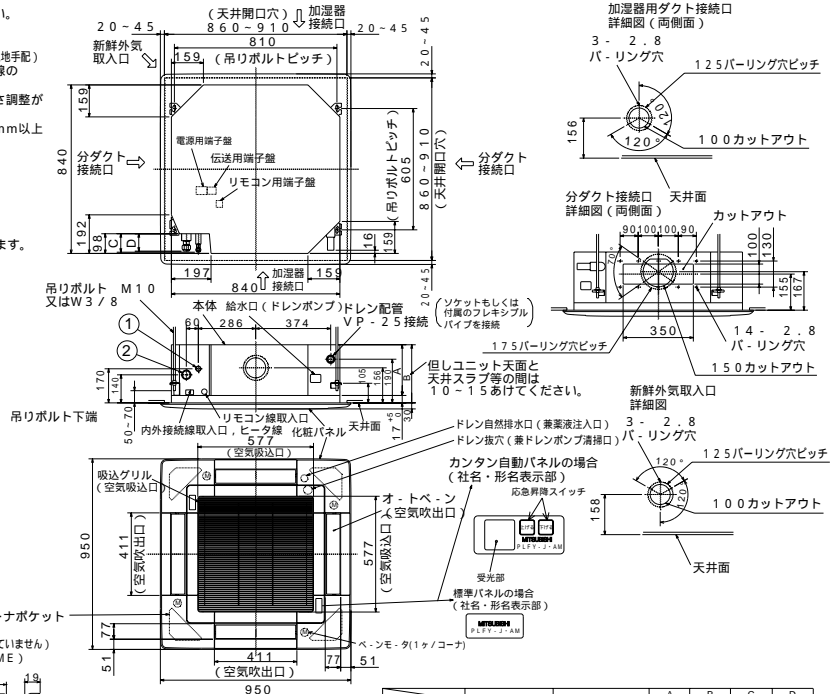 い。
地手配)
線の
さ調整が
mm以上
ます。
(天井開口穴)
加湿器
接続口
20~45
860~910
20~45
810
新鮮外気
取入口
159
(吊りボルトピッチ)
20~45
159
840
電源用端子盤
伝送用端子盤
リモコン用端子盤
分ダクト
接続口
(吊りボルトピッチ)
605
860~910
(天井開口穴)
分ダクト
接続口
192
98
C
D
16
159
197
加湿器
接続口
159
840
20~45
吊りボルト M10
又はW3/8
本体
給水口(ドレンポンプ)
ドレン配管
VP-25接続
ソケットもしくは
付属のフレキシブル
パイプを接続
①
②
60
286
374
170
140
105
156
190
A
B
但しユニット天面と
天井スラブ等の間は
10~15あけてください。
50~70
吊りボルト下端
リモコン線取入口
内外接続線取入口,ヒータ線
化粧パネル
天井面
17 +5 0
30
577
(空気吸込口)
ドレン自然排水口(兼薬液注入口)
ドレン抜穴(兼ドレンポンプ清掃口)
吸込グリル
(空気吸込口)
オートベーン
(空気吹出口)
カンタン自動パネルの場合
(社名・形名表示部)
応急昇降スイッチ
上げる
下げる
MITSUBISHI
PLFY-J・AM
受光部
標準パネルの場合
(社名・形名表示部)
MITSUBISHI
PLFY-J・AM
950
411
(空気吹出口)
577
(空気吸込口)
M
M
M
M
ーナポケット
ていません)
ME)
19
77
51
411
(空気吹出口)
77
51
950
ベーンモータ(1ヶ/コーナ)
加湿器用ダクト接続口
詳細図(両側面)
3- 2.8
バーリング穴
125バーリング穴ピッチ
120°
120°
156
100カットアウト
天井面
分ダクト接続口
詳細図(両側面)
カットアウト
90
100
100
90
70°
100
130
155
167
350
175バーリング穴ピッチ
14- 2.8
バーリング穴
150カットアウト
新鮮外気取入口
詳細図
3- 2.8
バーリング穴
125バーリング穴ピッチ
120°
120°
158
100カットアウト
天井面
A
B
C
D